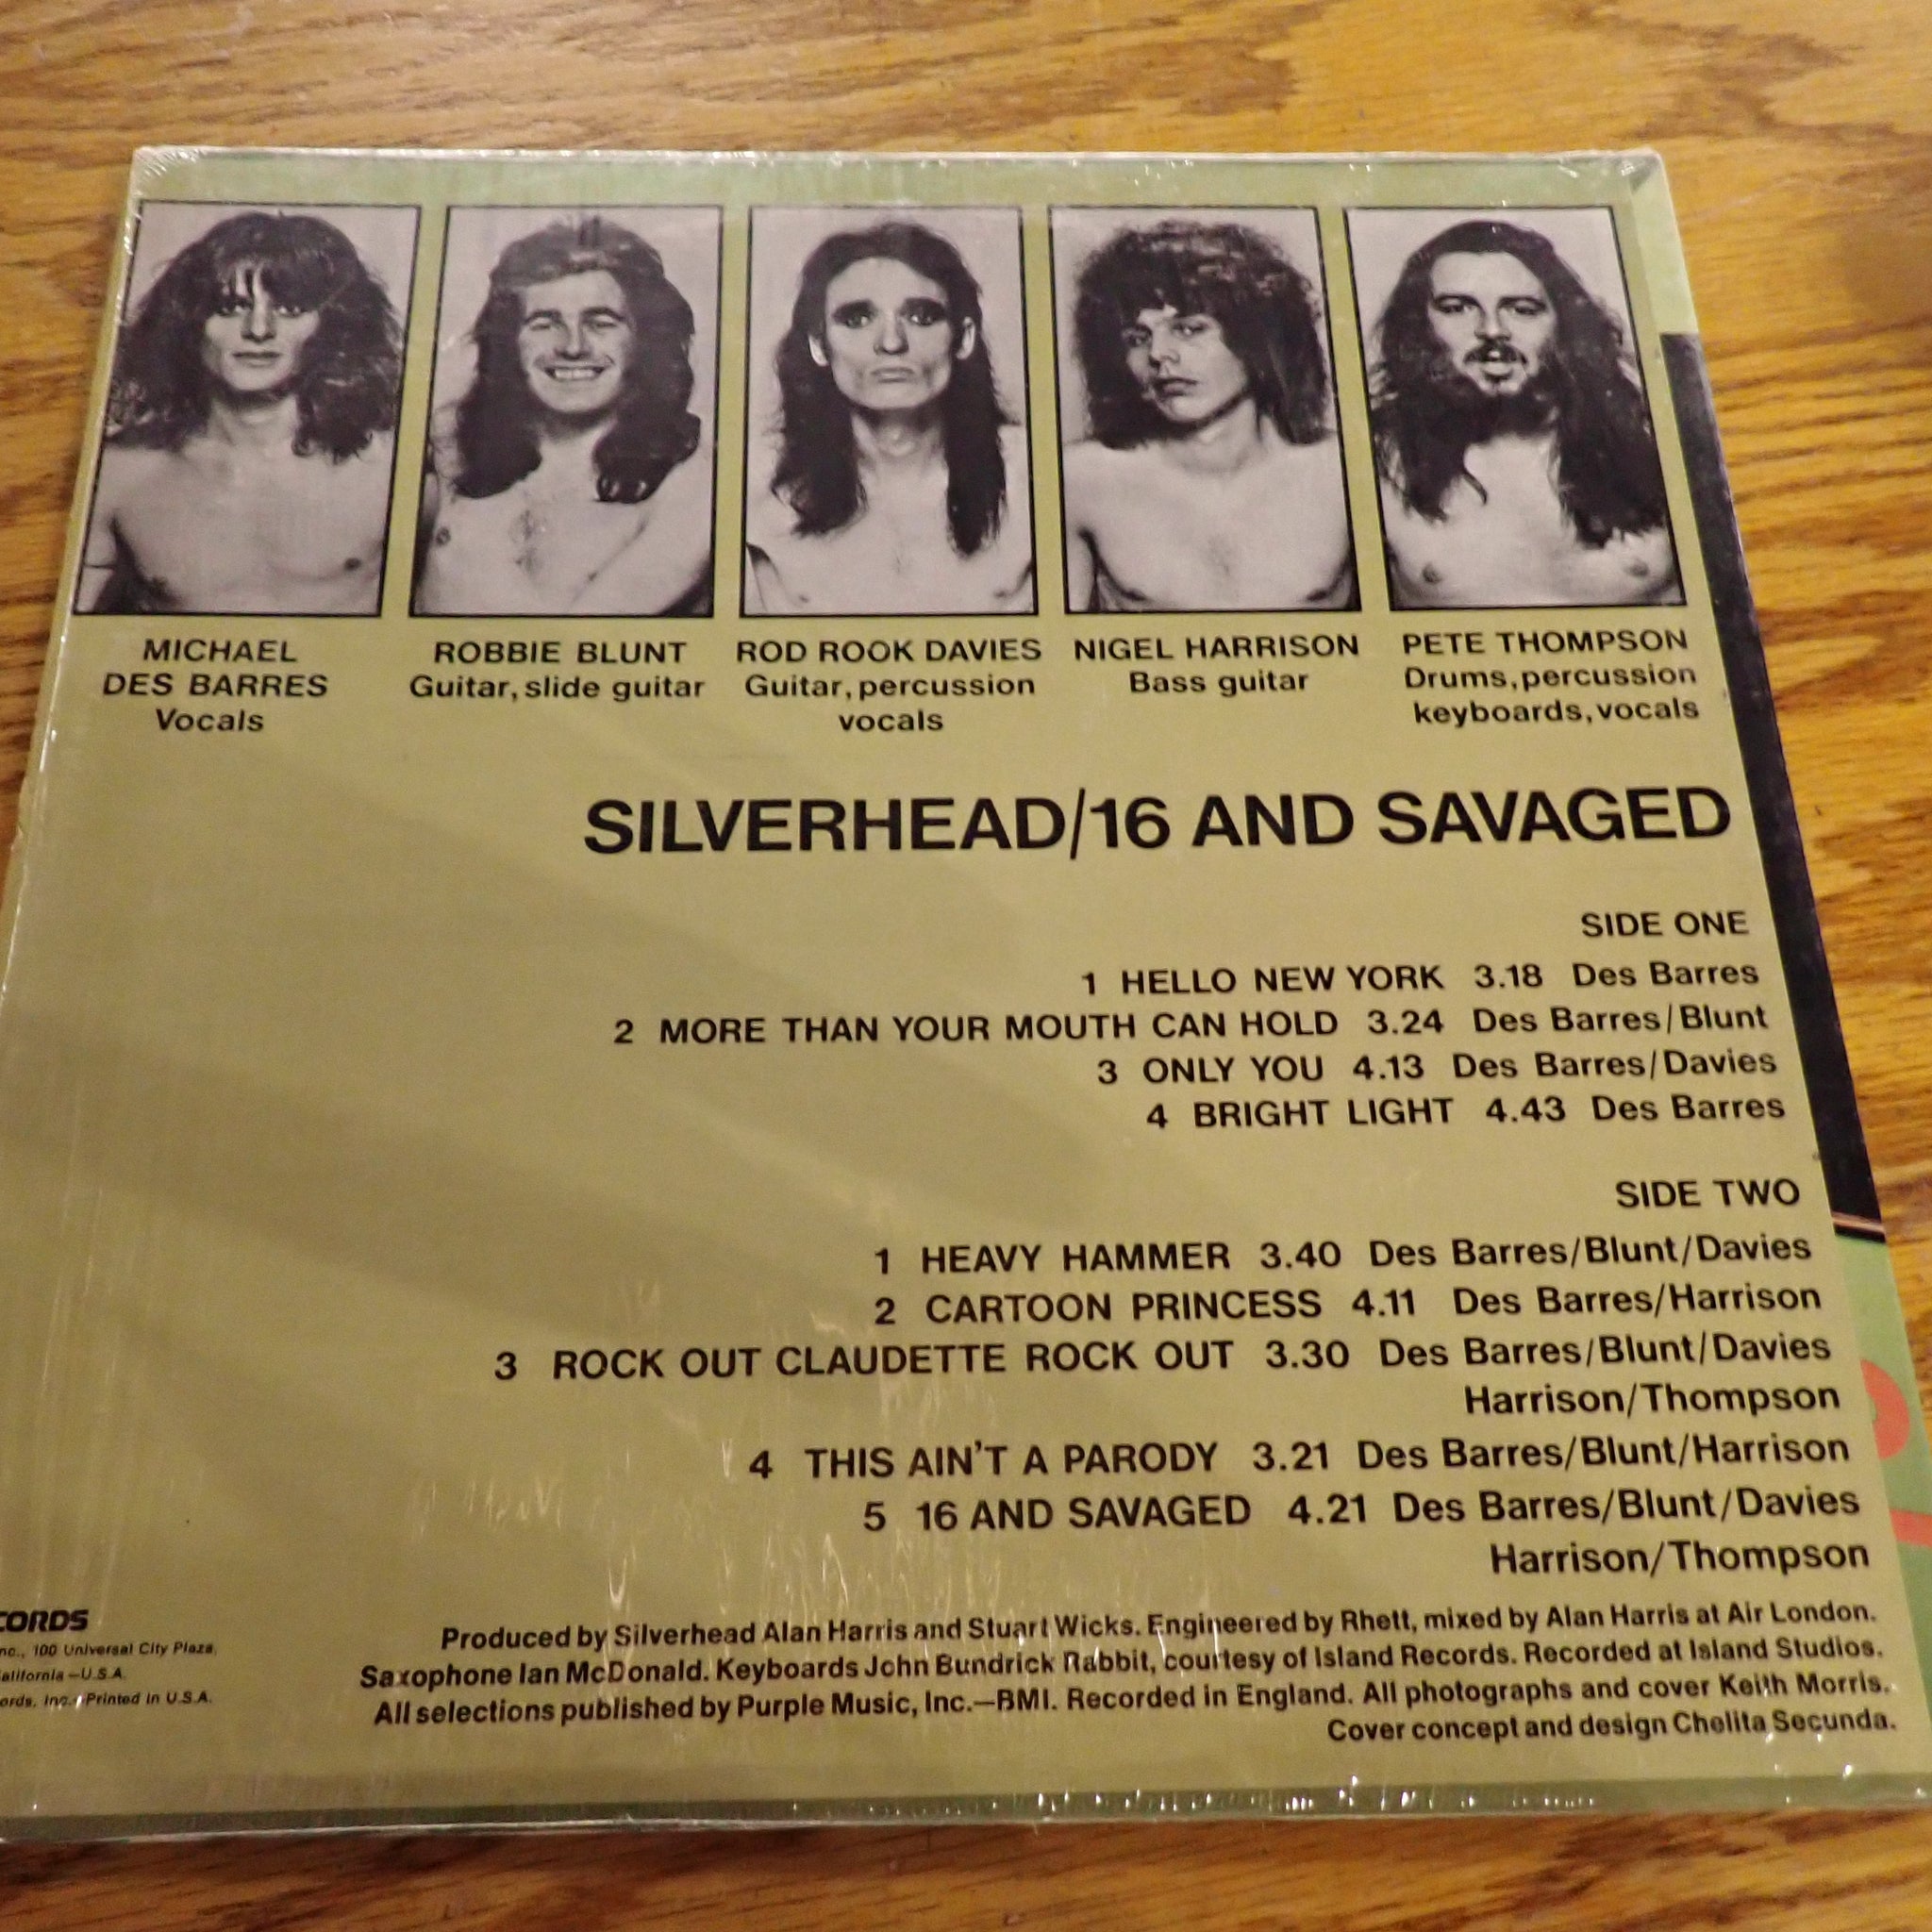 MICHAEL
DES BARRES
Vocals
ROBBIE BLUNT
Guitar, slide guitar
ROD ROOK DAVIES
Guitar, percussion
vocals
NIGEL HARRISON
Bass guitar
PETE THOMPSON
Drums, percussion
keyboards, vocals
SILVERHEAD/16 AND SAVAGED
SIDE ONE
1 HELLO NEW YORK 3.18 Des Barres
2 MORE THAN YOUR MOUTH CAN HOLD 3.24 Des Barres/Blunt
3 ONLY YOU 4.13 Des Barres/Davies
4 BRIGHT LIGHT 4.43 Des Barres
SIDE TWO
1 HEAVY HAMMER 3.40 Des Barres/Blunt/Davies
2 CARTOON PRINCESS 4.11 Des Barres/Harrison
3 ROCK OUT CLAUDETTE ROCK OUT 3.30 Des Barres/Blunt/Davies
Harrison/Thompson
4 THIS AIN'T A PARODY 3.21 Des Barres/Blunt/Harrison
5 16 AND SAVAGED 4.21 Des Barres/Blunt/Davies
Harrison/Thompson
Produced by Silverhead Alan Harris and Stuart Wicks. Engineered by Rhett, mixed by Alan Harris at Air London.
Saxophone Ian McDonald. Keyboards John Bundrick Rabbit, courtesy of Island Records. Recorded at Island Studios.
All selections published by Purple Music, Inc.—BMI. Recorded in England. All photographs and cover Keith Morris.
Cover concept and design Chelita Secunda.
CORDS
nc., 100 Universal City Plaza,
alifornia—U.S.A.
ords, Inc. Printed in U.S.A.